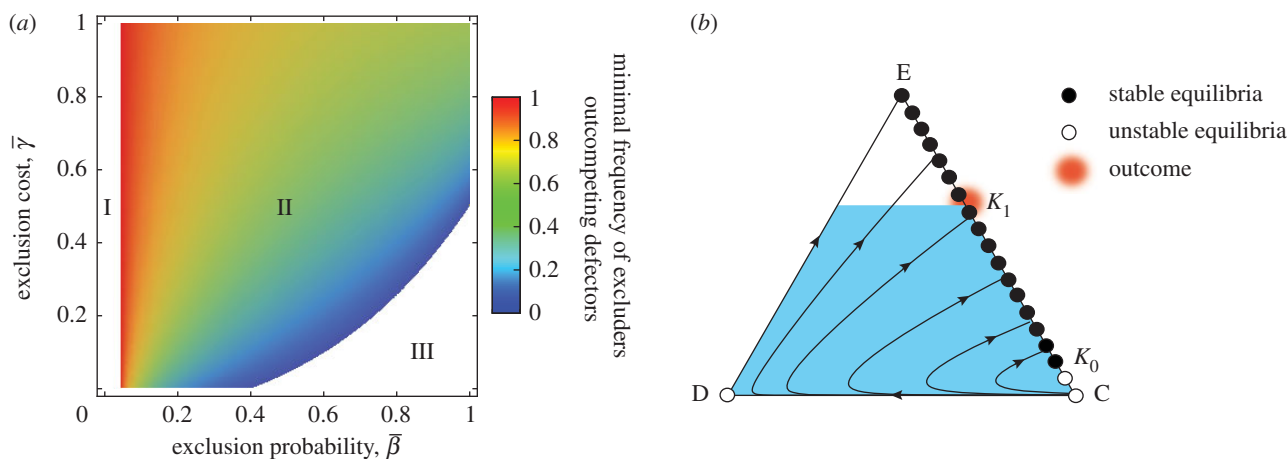 (a)
1
0.8
0.6
0.4
0.2
0
exclusion cost, γ̅
I
II
III
0
0.2
0.4
0.6
0.8
1
exclusion probability, β̅
1
0.8
0.6
0.4
0.2
0
minimal frequency of excluders
outcompeting defectors
(b)
E
K1
K0
D
C
stable equilibria
unstable equilibria
outcome